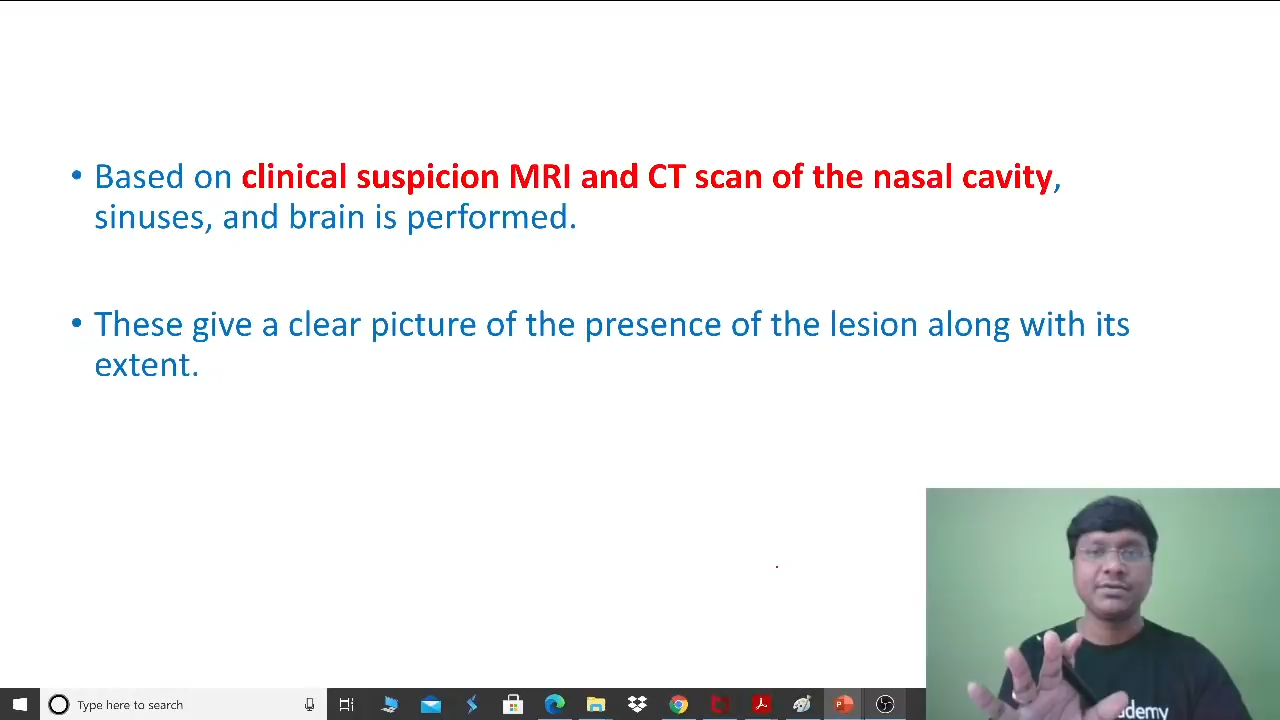 • Based on clinical suspicion MRI and CT scan of the nasal cavity,
sinuses, and brain is performed.
• These give a clear picture of the presence of the lesion along with its
extent.
Type here to search